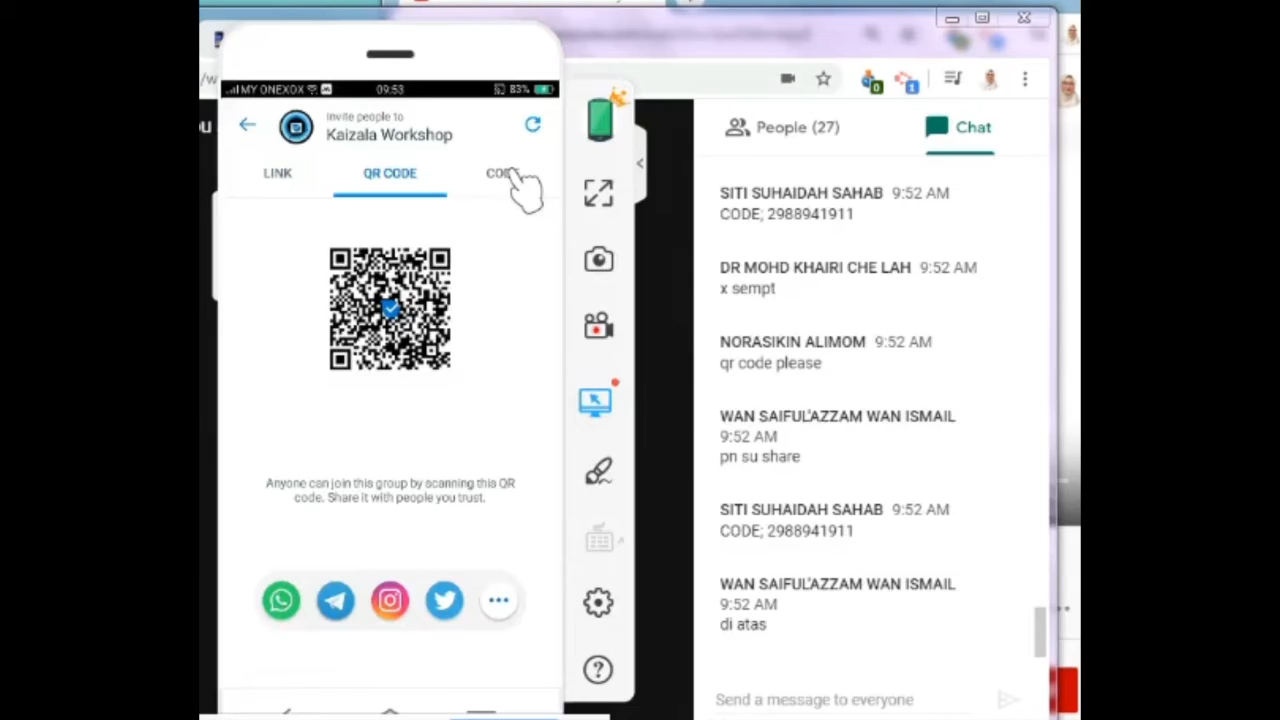 MY ONEXOX
09:53
83%
Invite people to
Kaizala Workshop
LINK
QR CODE
Anyone can join this group by scanning this QR
code. Share it with people you trust.
0
1
People (27)
Chat
SITI SUHAIDAH SAHAB 9:52 AM
CODE; 2988941911
DR MOHD KHAIRI CHE LAH 9:52 AM
x sempt
NORASIKIN ALIMOM 9:52 AM
qr code please
WAN SAIFUL'AZZAM WAN ISMAIL
9:52 AM
pn su share
SITI SUHAIDAH SAHAB 9:52 AM
CODE; 2988941911
WAN SAIFUL'AZZAM WAN ISMAIL
9:52 AM
di atas
Send a message to everyone